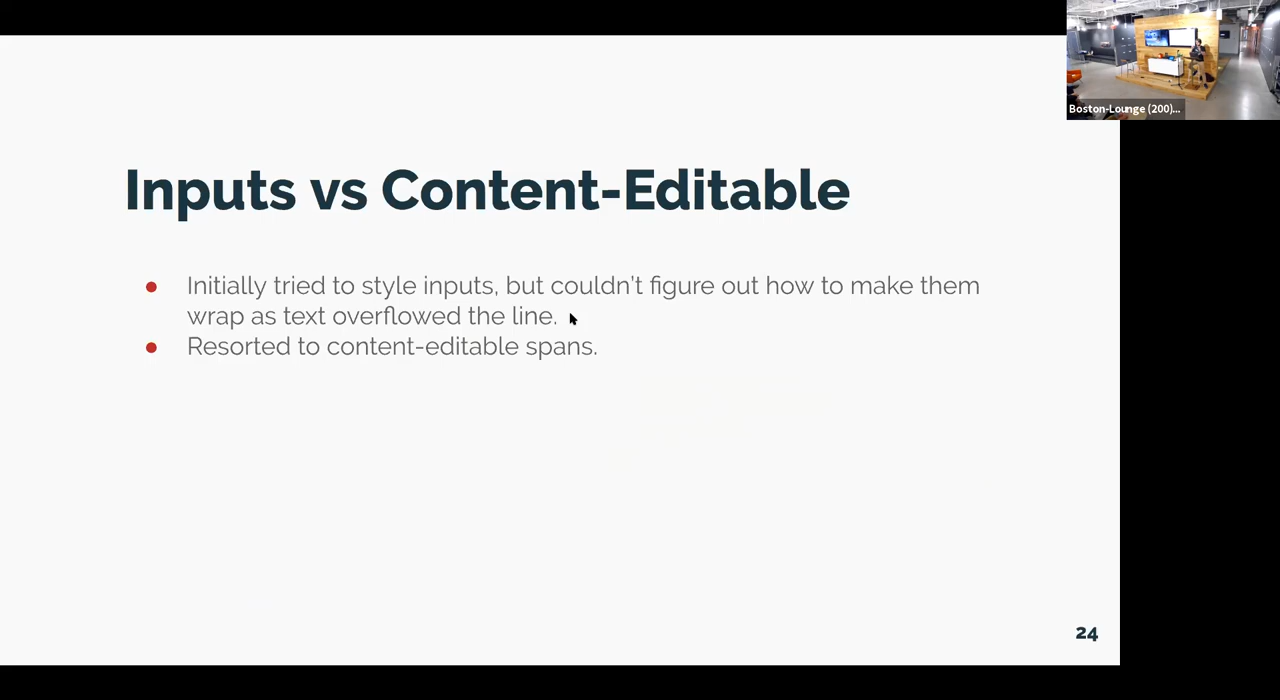 Boston-Lounge (200)...
Inputs vs Content-Editable
● Initially tried to style inputs, but couldn’t figure out how to make them
wrap as text overflowed the line.
● Resorted to content-editable spans.
24